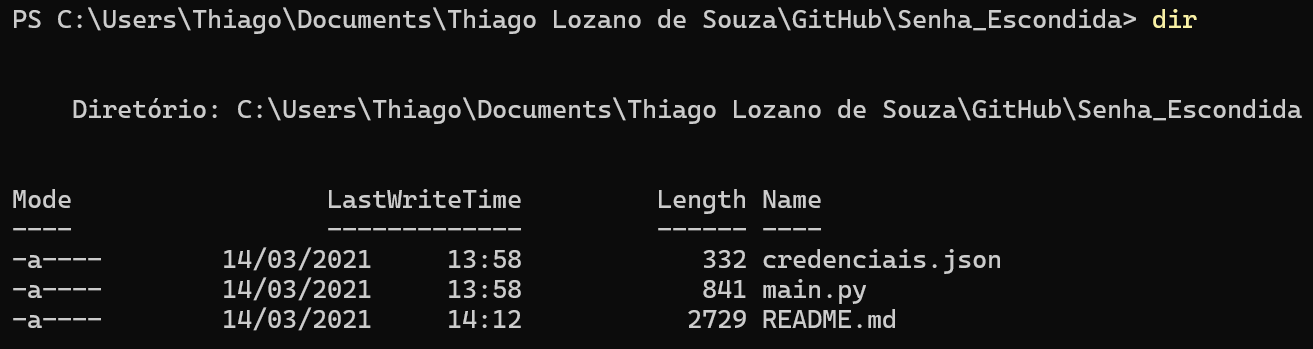 PS C:\Users\Thiago\Documents\Thiago Lozano de Souza\GitHub\Senha_Escondida> dir
Diretório: C:\Users\Thiago\Documents\Thiago Lozano de Souza\GitHub\Senha_Escondida
Mode LastWriteTime Length Name
---- ------------- ------ ----
-a---- 14/03/2021 13:58 332 credenciais.json
-a---- 14/03/2021 13:58 841 main.py
-a---- 14/03/2021 14:12 2729 README.md